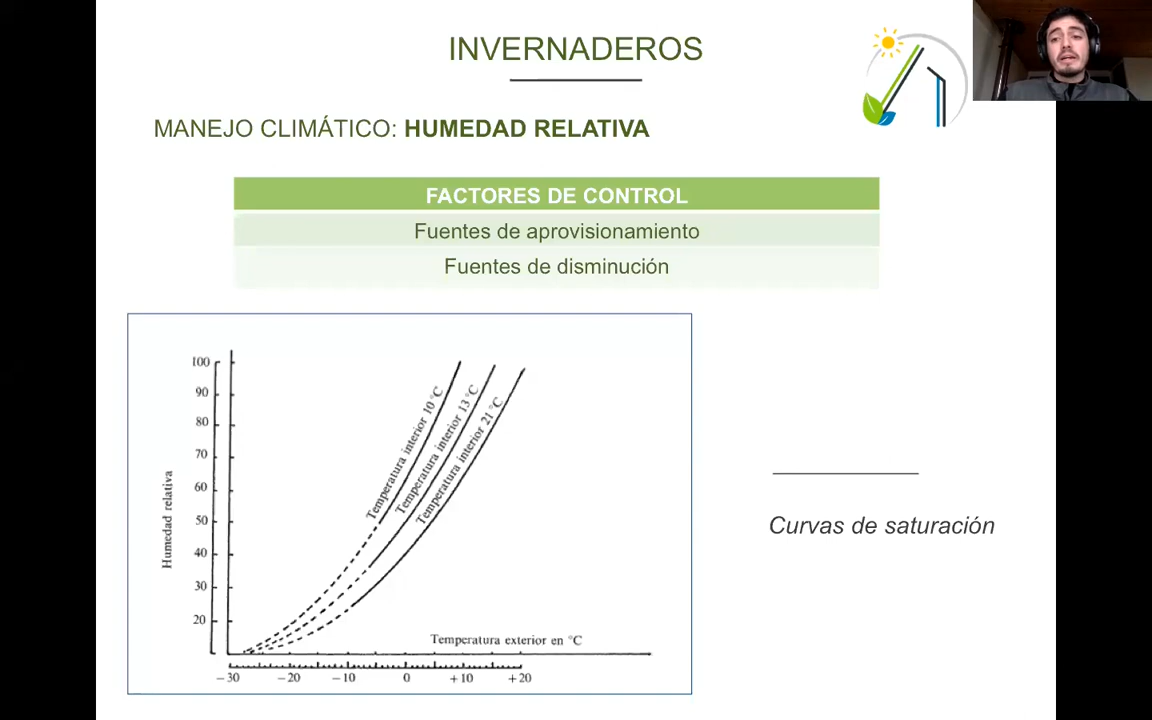 INVERNADEROS
MANEJO CLIMÁTICO: HUMEDAD RELATIVA
FACTORES DE CONTROL
Fuentes de aprovisionamiento
Fuentes de disminución
100
90
80
70
60
50
40
30
20
Humedad relativa
Temperatura interior 10 °C
Temperatura interior 13 °C
Temperatura interior 21 °C
Temperatura exterior en °C
−30 −20 −10 0 +10 +20
Curvas de saturación